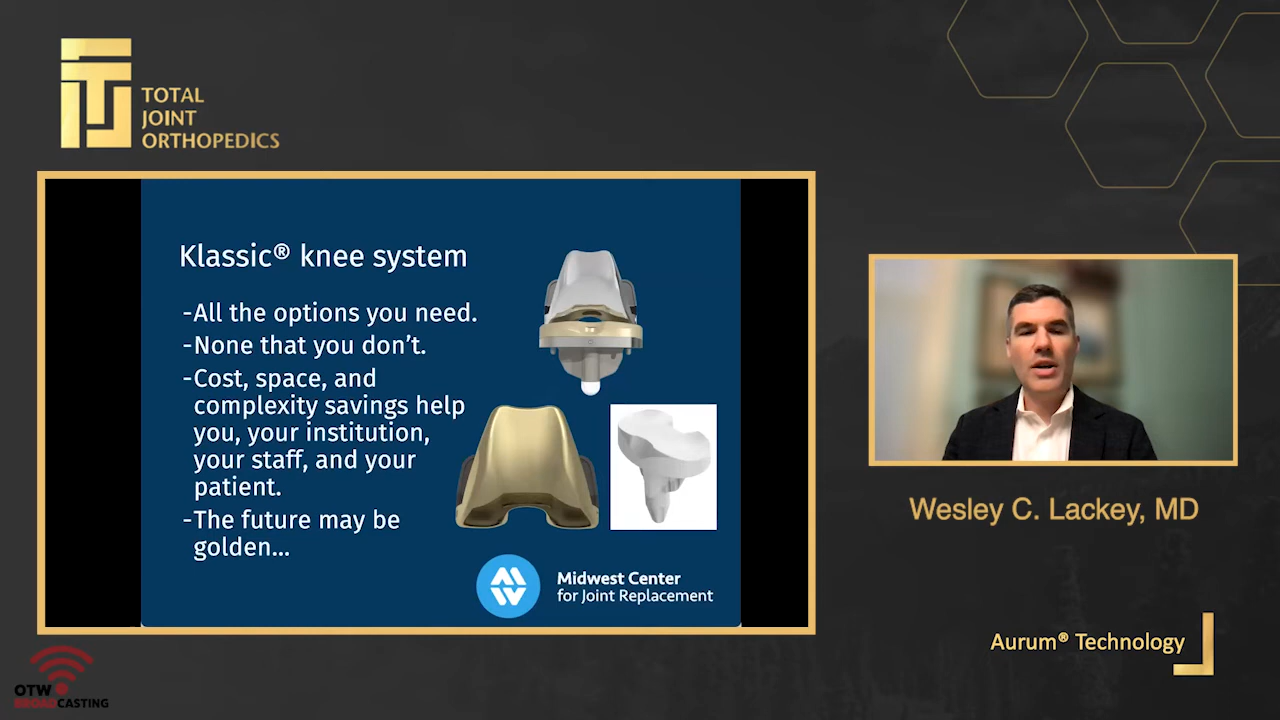 TOTAL
JOINT
ORTHOPEDICS
Klassic® knee system
-All the options you need.
-None that you don’t.
-Cost, space, and
complexity savings help
you, your institution,
your staff, and your
patient.
-The future may be
golden...
Midwest Center
for Joint Replacement
Wesley C. Lackey, MD
Aurum® Technology
OTW
BROADCASTING